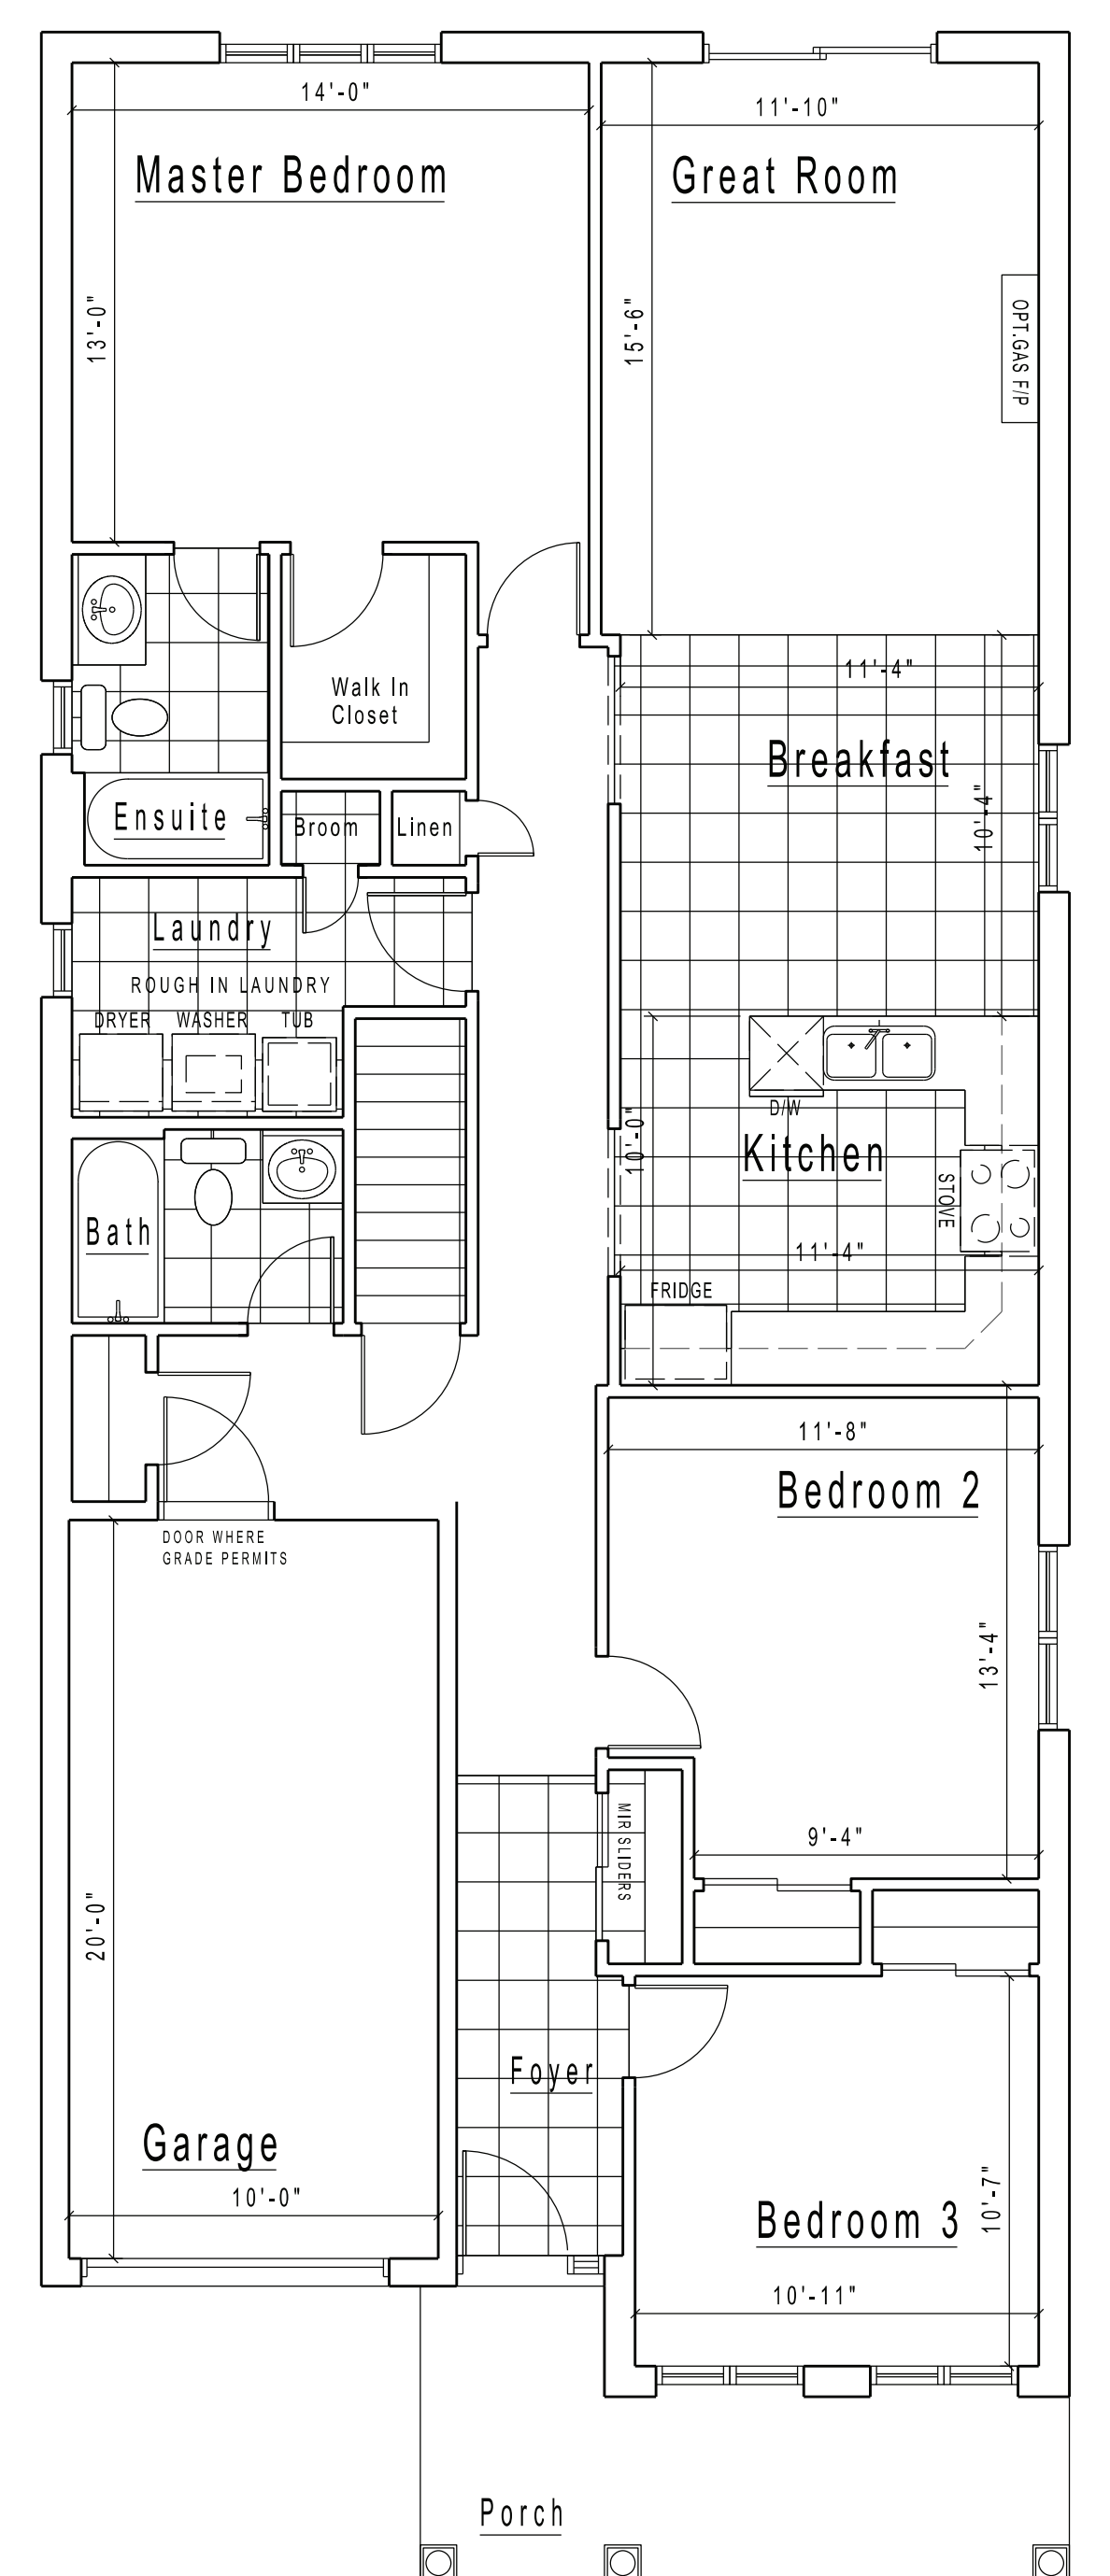 14'-0"
11'-10"
Master Bedroom
Great Room
13'-0"
15'-6"
OPT.GAS F/P
11'-4"
Walk In
Closet
Breakfast
10'-4"
Ensuite
Broom
Linen
Laundry
ROUGH IN LAUNDRY
DRYER
WASHER
TUB
D/W
10'-0"
Kitchen
STOVE
Bath
11'-4"
FRIDGE
11'-8"
Bedroom 2
DOOR WHERE
GRADE PERMITS
13'-4"
MIR SLIDERS
9'-4"
20'-0"
Foyer
Garage
10'-0"
10'-7"
Bedroom 3
10'-11"
Porch